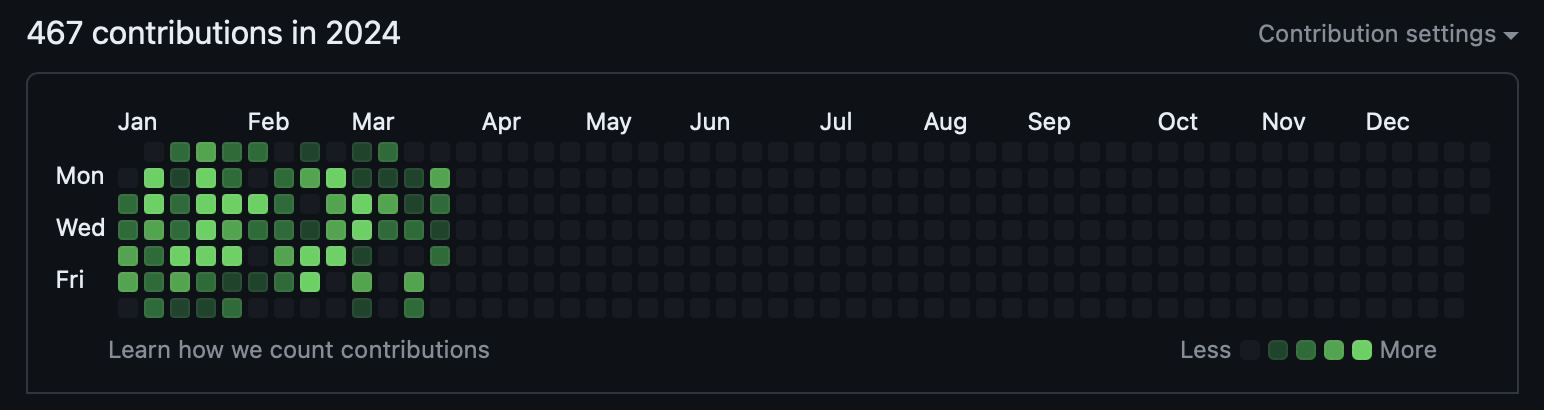 467 contributions in 2024
Contribution settings
Jan Feb Mar Apr May Jun Jul Aug Sep Oct Nov Dec
Mon
Wed
Fri
Learn how we count contributions
Less More